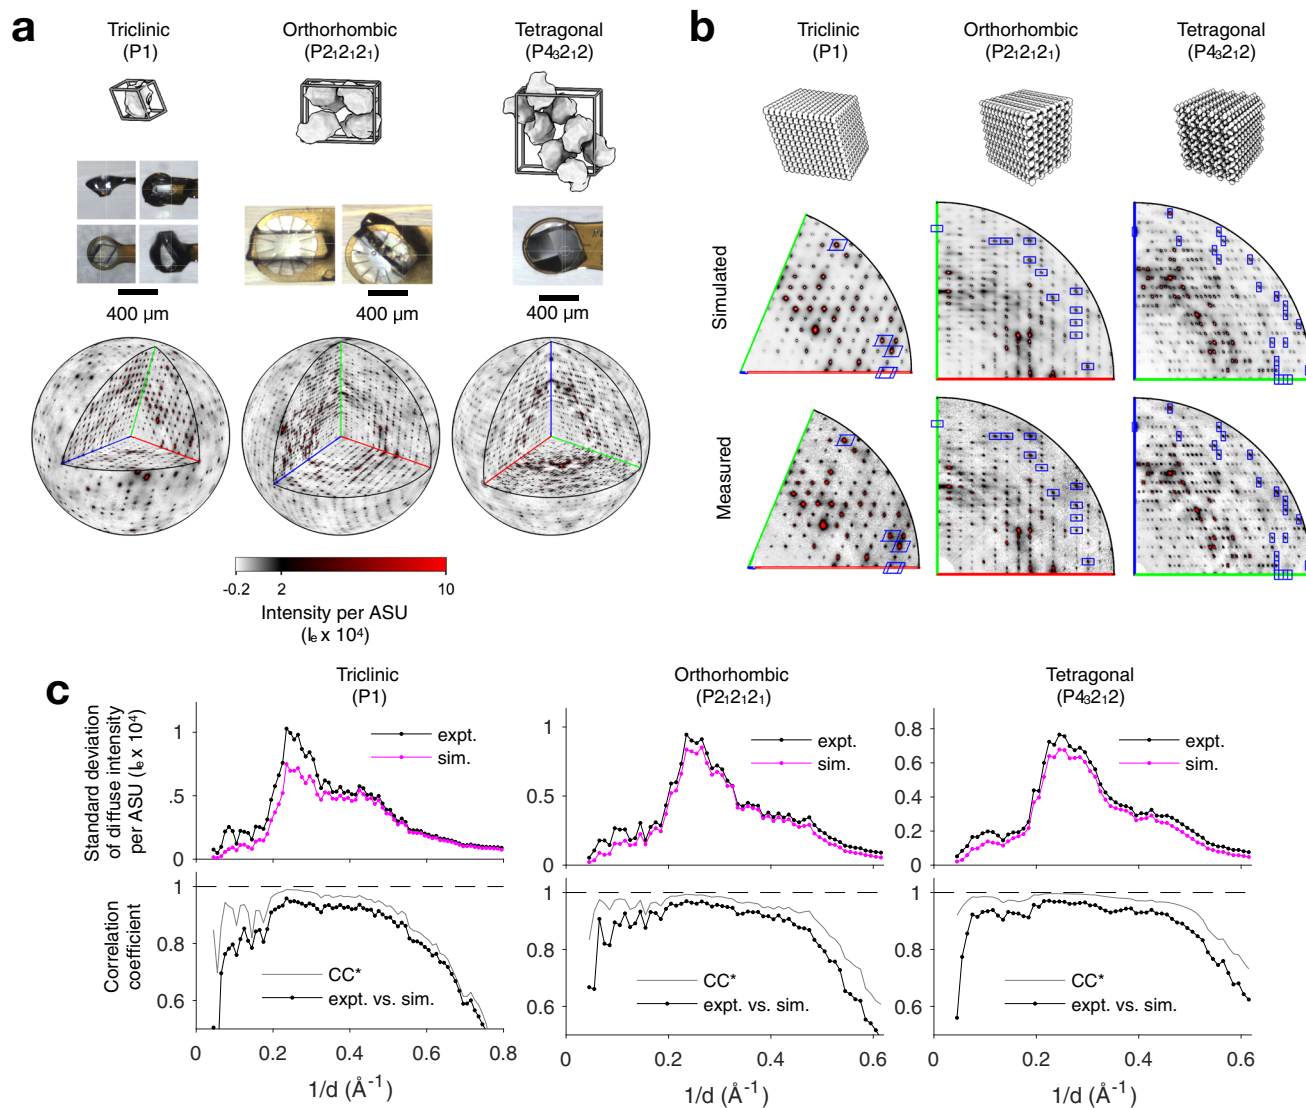 a
Triclinic
(P1)
Orthorhombic
(P2₁2₁2₁)
Tetragonal
(P4₃2₁2)
400 µm
400 µm
400 µm
-0.2
2
10
Intensity per ASU
(Iₑ x 10⁴)
b
Triclinic
(P1)
Orthorhombic
(P2₁2₁2₁)
Tetragonal
(P4₃2₁2)
Simulated
Measured
c
Triclinic
(P1)
Orthorhombic
(P2₁2₁2₁)
Tetragonal
(P4₃2₁2)
Standard deviation
of diffuse intensity
per ASU (Iₑ x 10⁴)
1
.5
0
expt.
sim.
1
0.5
0
expt.
sim.
0.8
0.6
0.4
0.2
0
expt.
sim.
Correlation
coefficient
1
0.8
0.6
CC*
expt. vs. sim.
0
0.2
0.4
0.6
0.8
1/d (Å⁻¹)
1
0.8
0.6
CC*
expt. vs. sim.
0
0.2
0.4
0.6
1/d (Å⁻¹)
1
0.8
0.6
CC*
expt. vs. sim.
0
0.2
0.4
0.6
1/d (Å⁻¹)